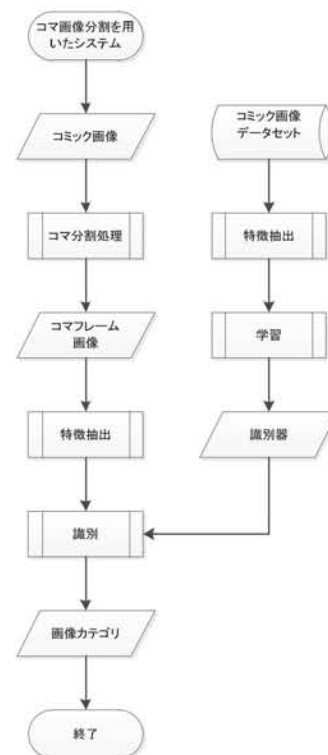 コマ画像分割を用
いたシステム
コミック画像
コマ分割処理
コマフレーム
画像
特徴抽出
識別
画像カテゴリ
終了
コミック画像
データセット
特徴抽出
学習
識別器